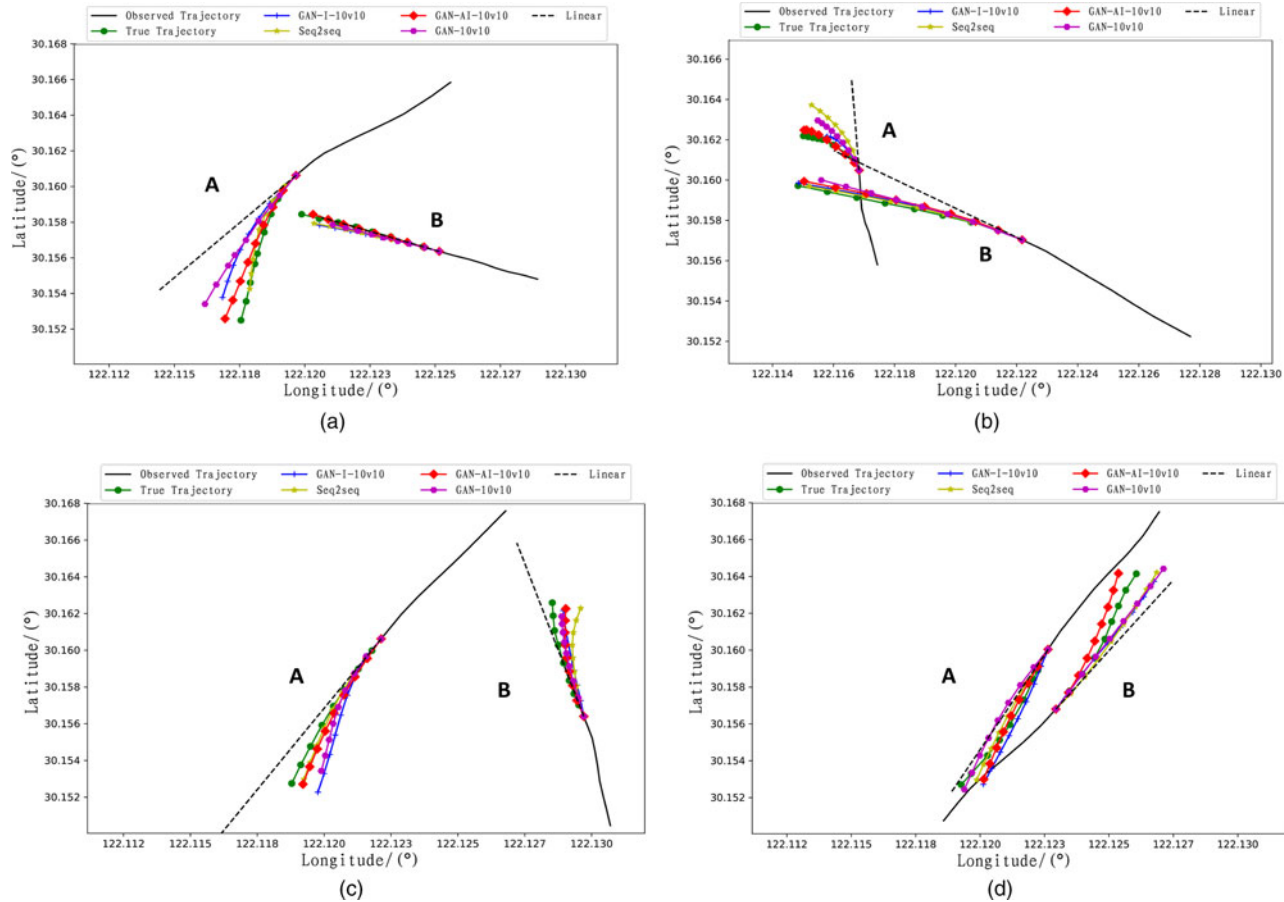 Observed Trajectory GAN-I-10v10 GAN-AI-10v10 Linear
True Trajectory Seq2seq GAN-10v10
30.168
30.166
30.164
30.162
30.160
30.158
30.156
30.154
30.152
Latitude/(°)
A
B
122.112 122.115 122.118 122.120 122.123 122.125 122.127 122.130
Longitude/(°)
(a)
Observed Trajectory GAN-I-10v10 GAN-AI-10v10 Linear
True Trajectory Seq2seq GAN-10v10
30.166
30.164
30.162
30.160
30.158
30.156
30.154
30.152
Latitude/(°)
A
B
122.114 122.116 122.118 122.120 122.122 122.124 122.126 122.128 122.130
Longitude/(°)
(b)
Observed Trajectory GAN-I-10v10 GAN-AI-10v10 Linear
True Trajectory Seq2seq GAN-10v10
30.168
30.166
30.164
30.162
30.160
30.158
30.156
30.154
30.152
Latitude/(°)
A
B
122.112 122.115 122.118 122.120 122.123 122.125 122.127 122.130
Longitude/(°)
(c)
Observed Trajectory GAN-I-10v10 GAN-AI-10v10 Linear
True Trajectory Seq2seq GAN-10v10
30.168
30.166
30.164
30.162
30.160
30.158
30.156
30.154
30.152
Latitude/(°)
A
B
122.112 122.115 122.118 122.120 122.123 122.125 122.127 122.130
Longitude/(°)
(d)